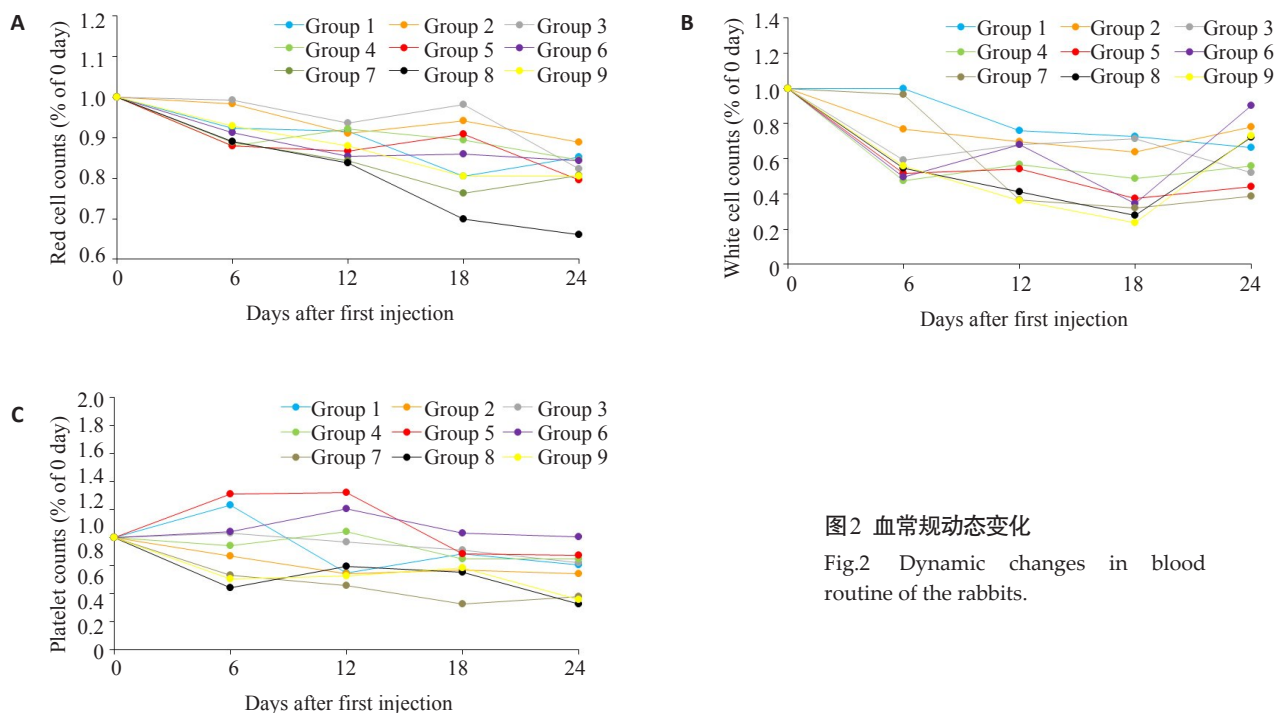 A
Red cell counts (% of 0 day)
1.2
1.0
1.0
0.9
0.8
0.7
0.6
Group 1 Group 2 Group 3
Group 4 Group 5 Group 6
Group 7 Group 8 Group 9
0 6 12 18 24
Days after first injection
B
White cell counts (% of 0 day)
1.4
1.2
1.0
0.8
0.6
0.4
0.2
0
Group 1 Group 2 Group 3
Group 4 Group 5 Group 6
Group 7 Group 8 Group 9
0 6 12 18 24
Days after first injection
C
Platelet counts (% of 0 day)
2.0
1.8
1.6
1.4
1.2
1.0
0.8
0.6
0.4
0.2
0
Group 1 Group 2 Group 3
Group 4 Group 5 Group 6
Group 7 Group 8 Group 9
0 6 12 18 24
Days after first injection
图2 血常规动态变化
Fig.2 Dynamic changes in blood
routine of the rabbits.